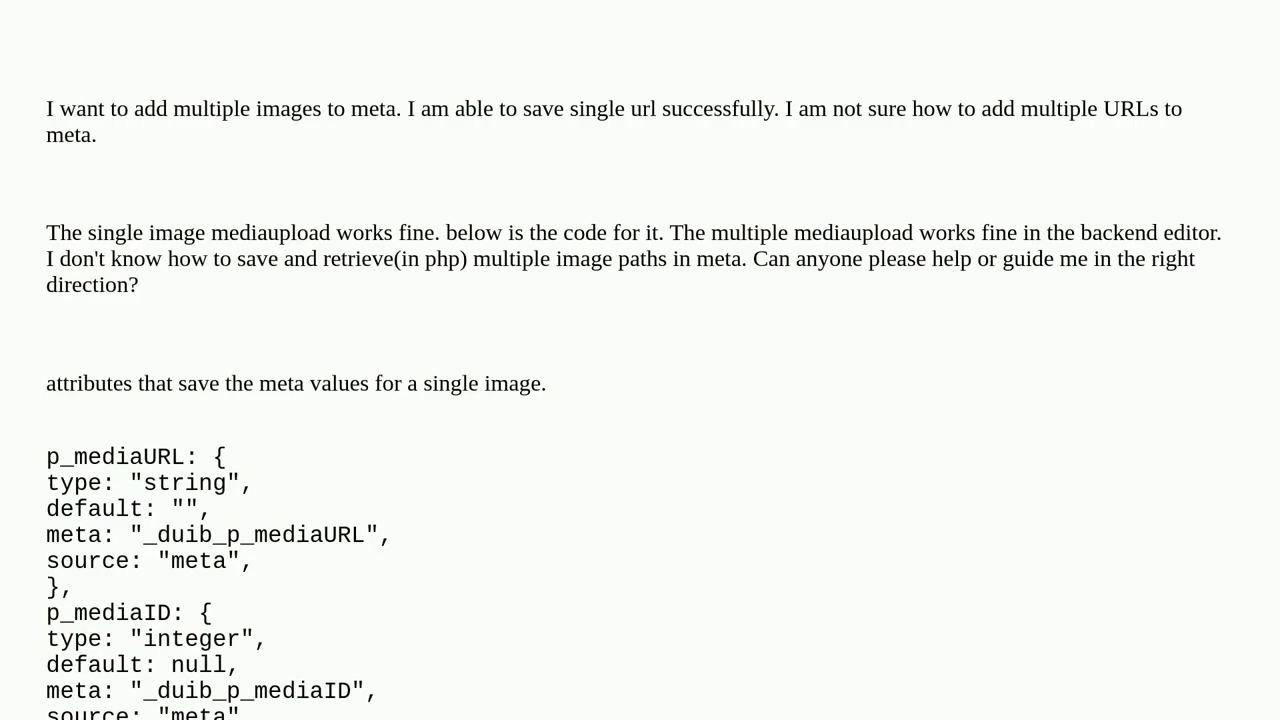 I want to add multiple images to meta. I am able to save single url successfully. I am not sure how to add multiple URLs to
meta.
The single image mediaupload works fine. below is the code for it. The multiple mediaupload works fine in the backend editor.
I don't know how to save and retrieve(in php) multiple image paths in meta. Can anyone please help or guide me in the right
direction?
attributes that save the meta values for a single image.
p_mediaURL: {
type: "string",
default: "",
meta: "_duib_p_mediaURL",
source: "meta",
},
p_mediaID: {
type: "integer",
default: null,
meta: "_duib_p_mediaID",
source: "meta"